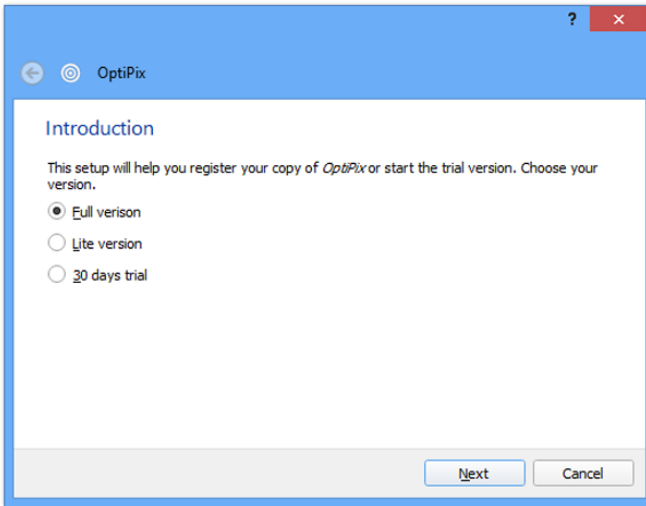 ?
OptiPix
Introduction
This setup will help you register your copy of OptiPix or start the trial version. Choose your
version.
Full verison
Lite version
30 days trial
Next Cancel